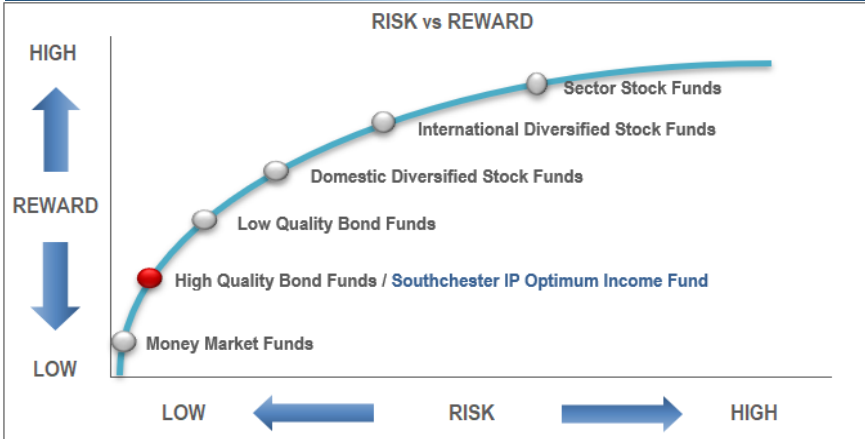 RISK vs REWARD
HIGH
Sector Stock Funds
International Diversified Stock Funds
Domestic Diversified Stock Funds
REWARD
Low Quality Bond Funds
High Quality Bond Funds / Southchester IP Optimum Income Fund
Money Market Funds
LOW
LOW RISK HIGH